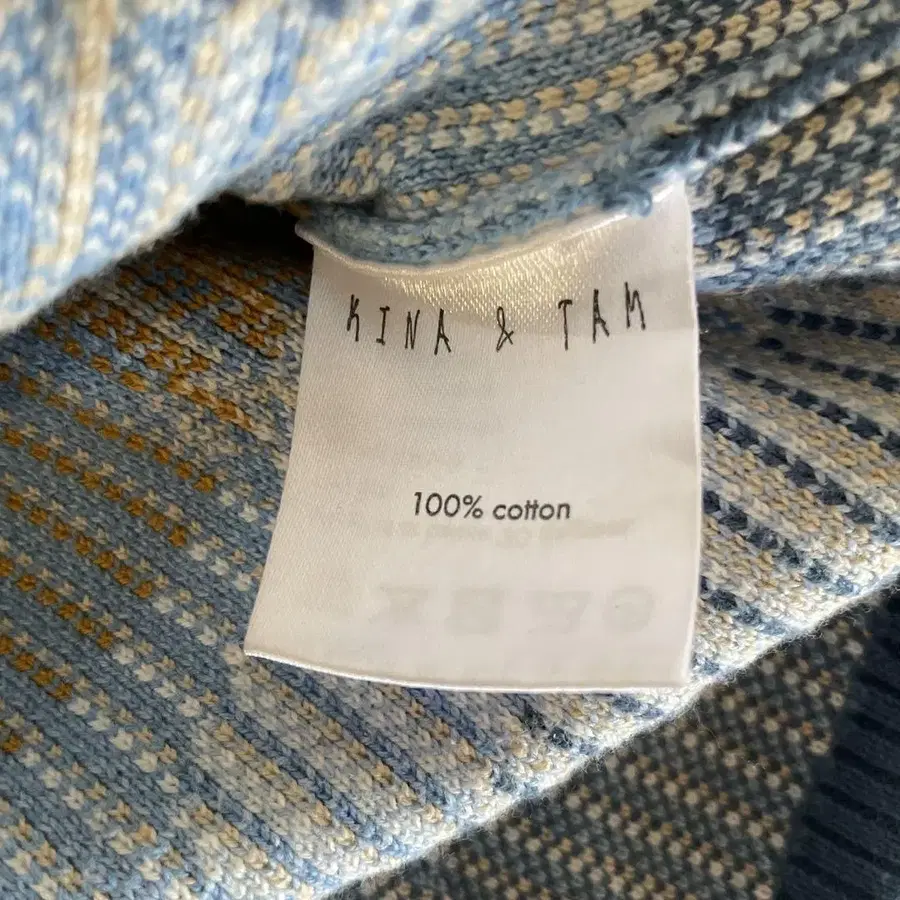 KINA & TAM
100% cotton